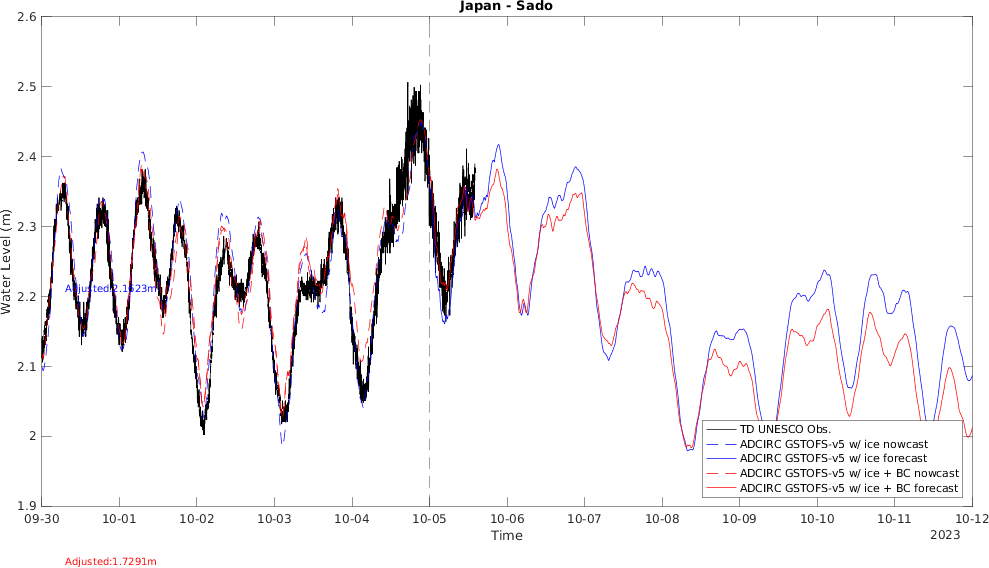 Japan - Sado
2.6
2.5
2.4
2.3
2.2
2.1
2
1.9
Water Level (m)
Adjusted:2.1623m
TD UNESCO Obs.
ADCIRC GSTOFS-v5 w/ ice nowcast
ADCIRC GSTOFS-v5 w/ ice forecast
ADCIRC GSTOFS-v5 w/ ice + BC nowcast
ADCIRC GSTOFS-v5 w/ ice + BC forecast
09-30 10-01 10-02 10-03 10-04 10-05 10-06 10-07 10-08 10-09 10-10 10-11 10-12
2023
Time
Adjusted:1.7291m